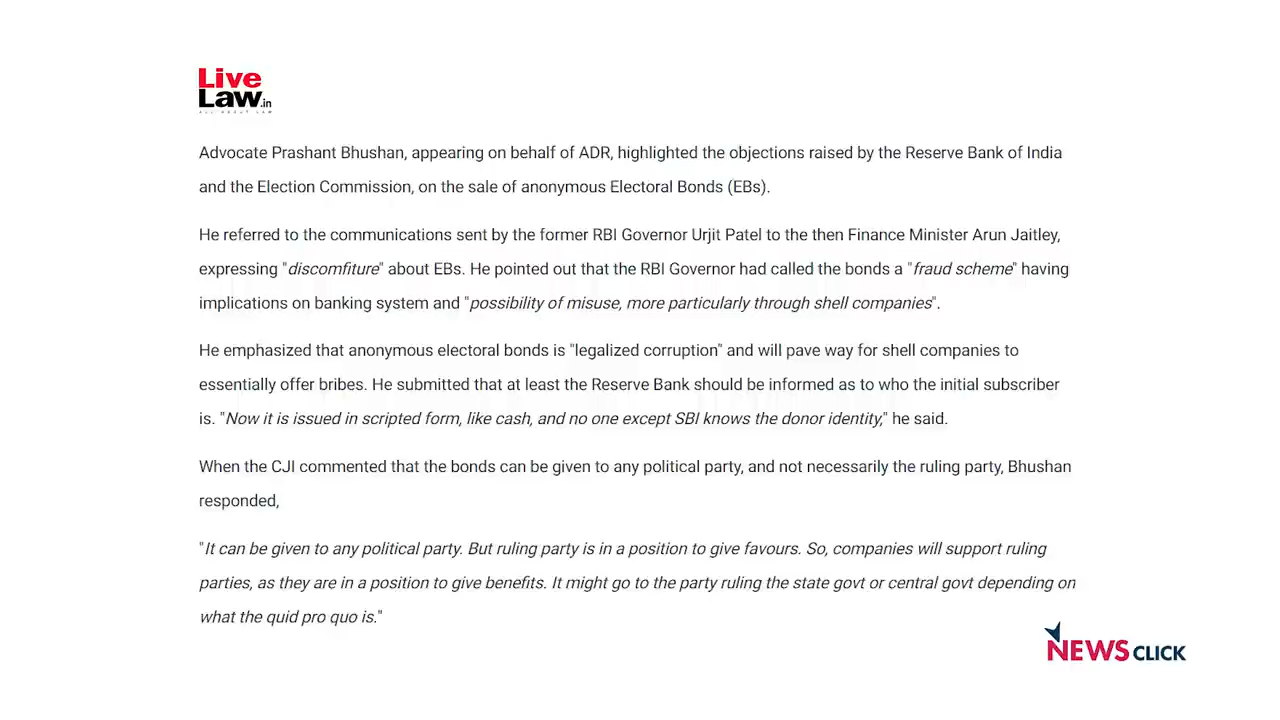 Live
Law.in
ALL ABOUT LAW
Advocate Prashant Bhushan, appearing on behalf of ADR, highlighted the objections raised by the Reserve Bank of India
and the Election Commission, on the sale of anonymous Electoral Bonds (EBs).
He referred to the communications sent by the former RBI Governor Urjit Patel to the then Finance Minister Arun Jaitley,
expressing "discomfiture" about EBs. He pointed out that the RBI Governor had called the bonds a "fraud scheme" having
implications on banking system and "possibility of misuse, more particularly through shell companies".
He emphasized that anonymous electoral bonds is "legalized corruption" and will pave way for shell companies to
essentially offer bribes. He submitted that at least the Reserve Bank should be informed as to who the initial subscriber
is. "Now it is issued in scripted form, like cash, and no one except SBI knows the donor identity," he said.
When the CJI commented that the bonds can be given to any political party, and not necessarily the ruling party, Bhushan
responded,
"It can be given to any political party. But ruling party is in a position to give favours. So, companies will support ruling
parties, as they are in a position to give benefits. It might go to the party ruling the state govt or central govt depending on
what the quid pro quo is."
NEWS CLICK